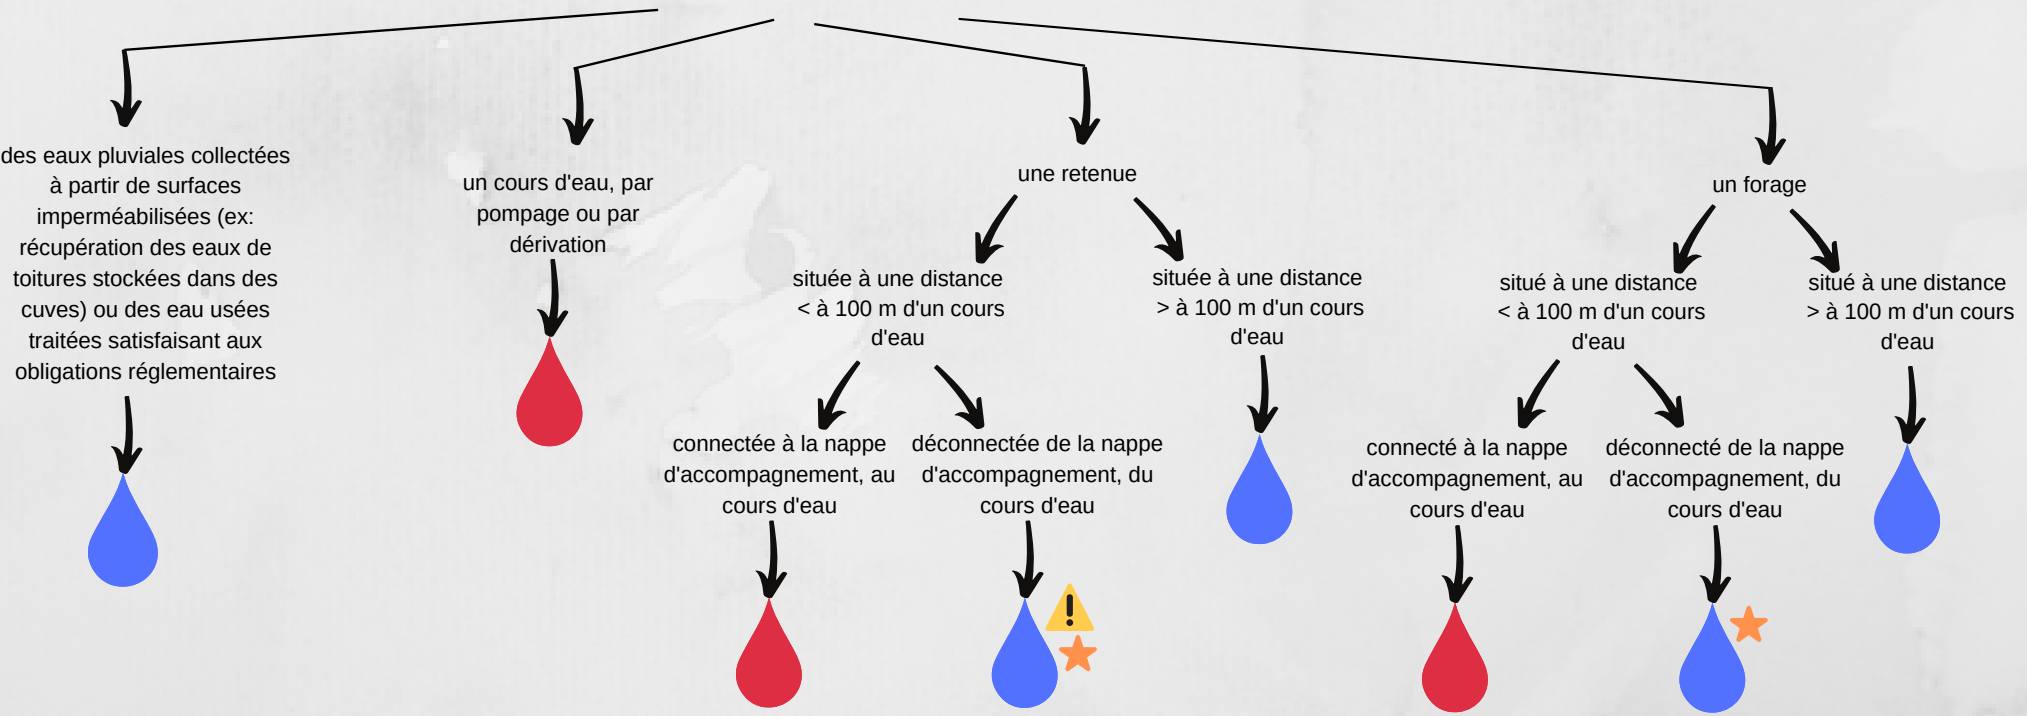 des eaux pluviales collectées
à partir de surfaces
imperméabilisées (ex:
récupération des eaux de
toitures stockées dans des
cuves) ou des eau usées
traitées satisfaisant aux
obligations réglementaires
un cours d'eau, par
pompage ou par
dérivation
une retenue
située à une distance
< à 100 m d'un cours
d'eau
connectée à la nappe
d'accompagnement, au
cours d'eau
déconnectée de la nappe
d'accompagnement, du
cours d'eau
située à une distance
> à 100 m d'un cours
d'eau
un forage
situé à une distance
< à 100 m d'un cours
d'eau
connecté à la nappe
d'accompagnement, au
cours d'eau
déconnecté de la nappe
d'accompagnement, du
cours d'eau
situé à une distance
> à 100 m d'un cours
d'eau